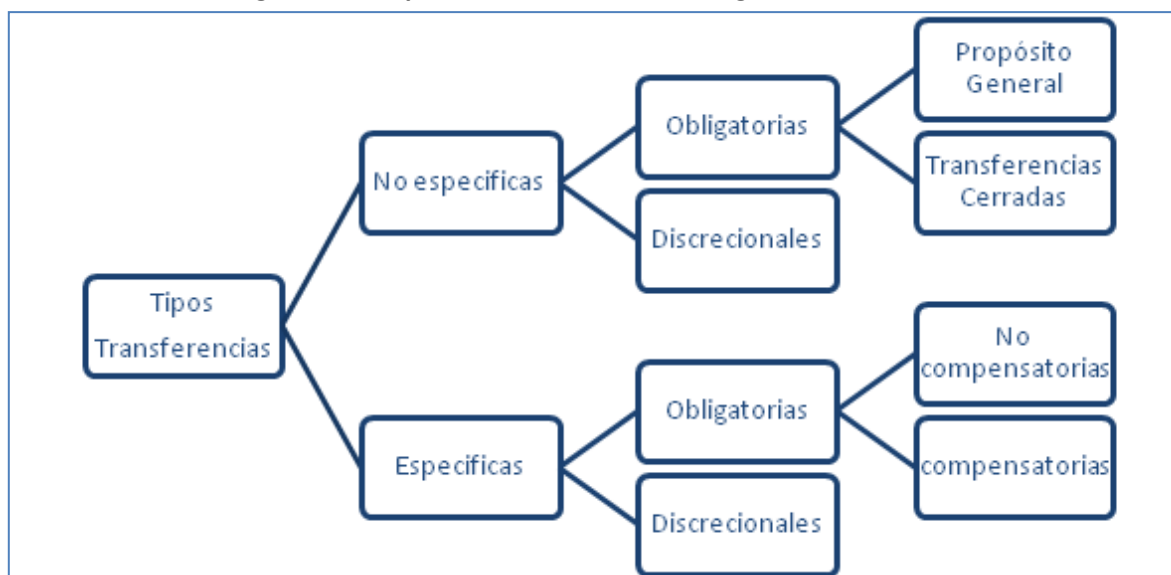 Tipos
Transferencias
No especificas
Obligatorias
Propósito
General
Transferencias
Cerradas
Discrecionales
Especificas
Obligatorias
No
compensatorias
compensatorias
Discrecionales